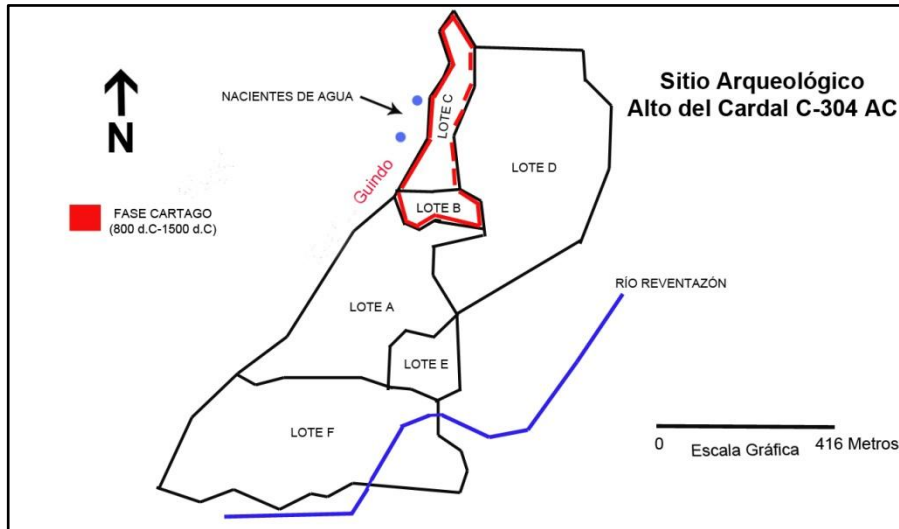 Sitio Arqueológico
Alto del Cardal C-304 AC
NACIENTES DE AGUA
N
LOTE C
LOTE D
Guindo
FASE CARTAGO
(800 d.C-1500 d.C)
LOTE B
RÍO REVENTAZÓN
LOTE A
LOTE E
LOTE F
0 416 Metros
Escala Gráfica